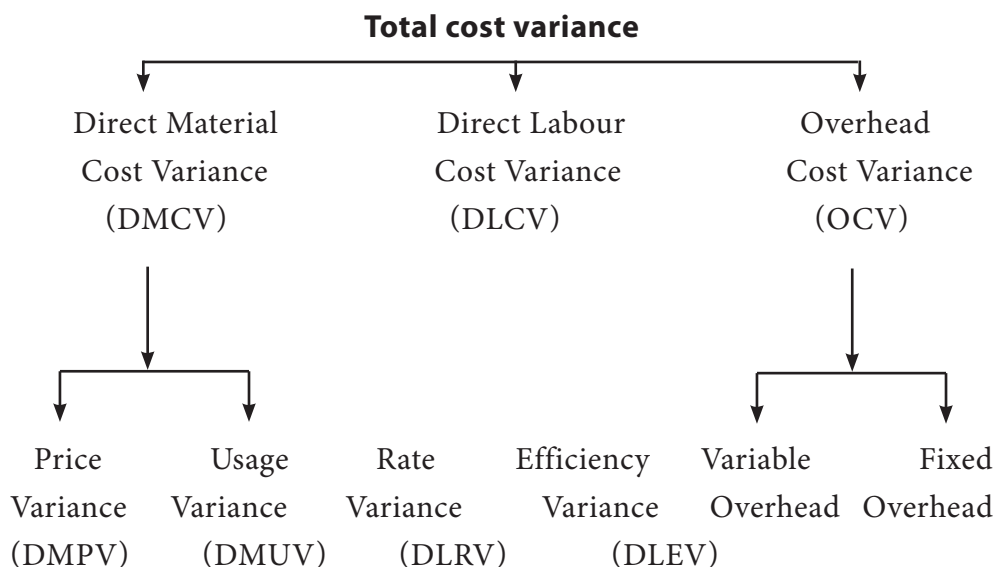 Total cost variance
Direct Material
Cost Variance
(DMCV)
Direct Labour
Cost Variance
(DLCV)
Overhead
Cost Variance
(OCV)
Price
Variance
(DMPV)
Usage
Variance
(DMUV)
Rate
Variance
(DLRV)
Efficiency
Variance
(DLEV)
Variable
Overhead
Fixed
Overhead